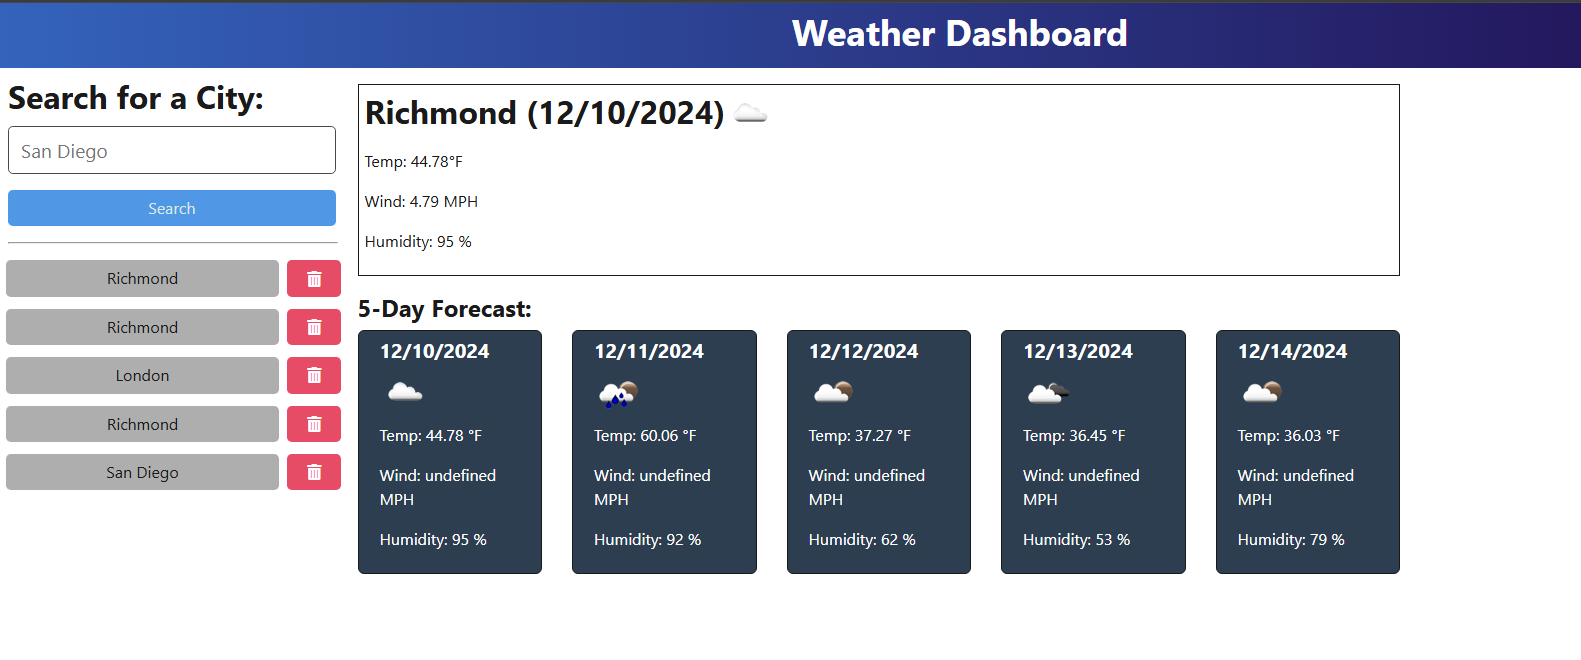 Weather Dashboard
Search for a City:
San Diego
Search
Richmond
Richmond
London
Richmond
San Diego
Richmond (12/10/2024)
Temp: 44.78°F
Wind: 4.79 MPH
Humidity: 95 %
5-Day Forecast:
12/10/2024
Temp: 44.78 °F
Wind: undefined
MPH
Humidity: 95 %
12/11/2024
Temp: 60.06 °F
Wind: undefined
MPH
Humidity: 92 %
12/12/2024
Temp: 37.27 °F
Wind: undefined
MPH
Humidity: 62 %
12/13/2024
Temp: 36.45 °F
Wind: undefined
MPH
Humidity: 53 %
12/14/2024
Temp: 36.03 °F
Wind: undefined
MPH
Humidity: 79 %